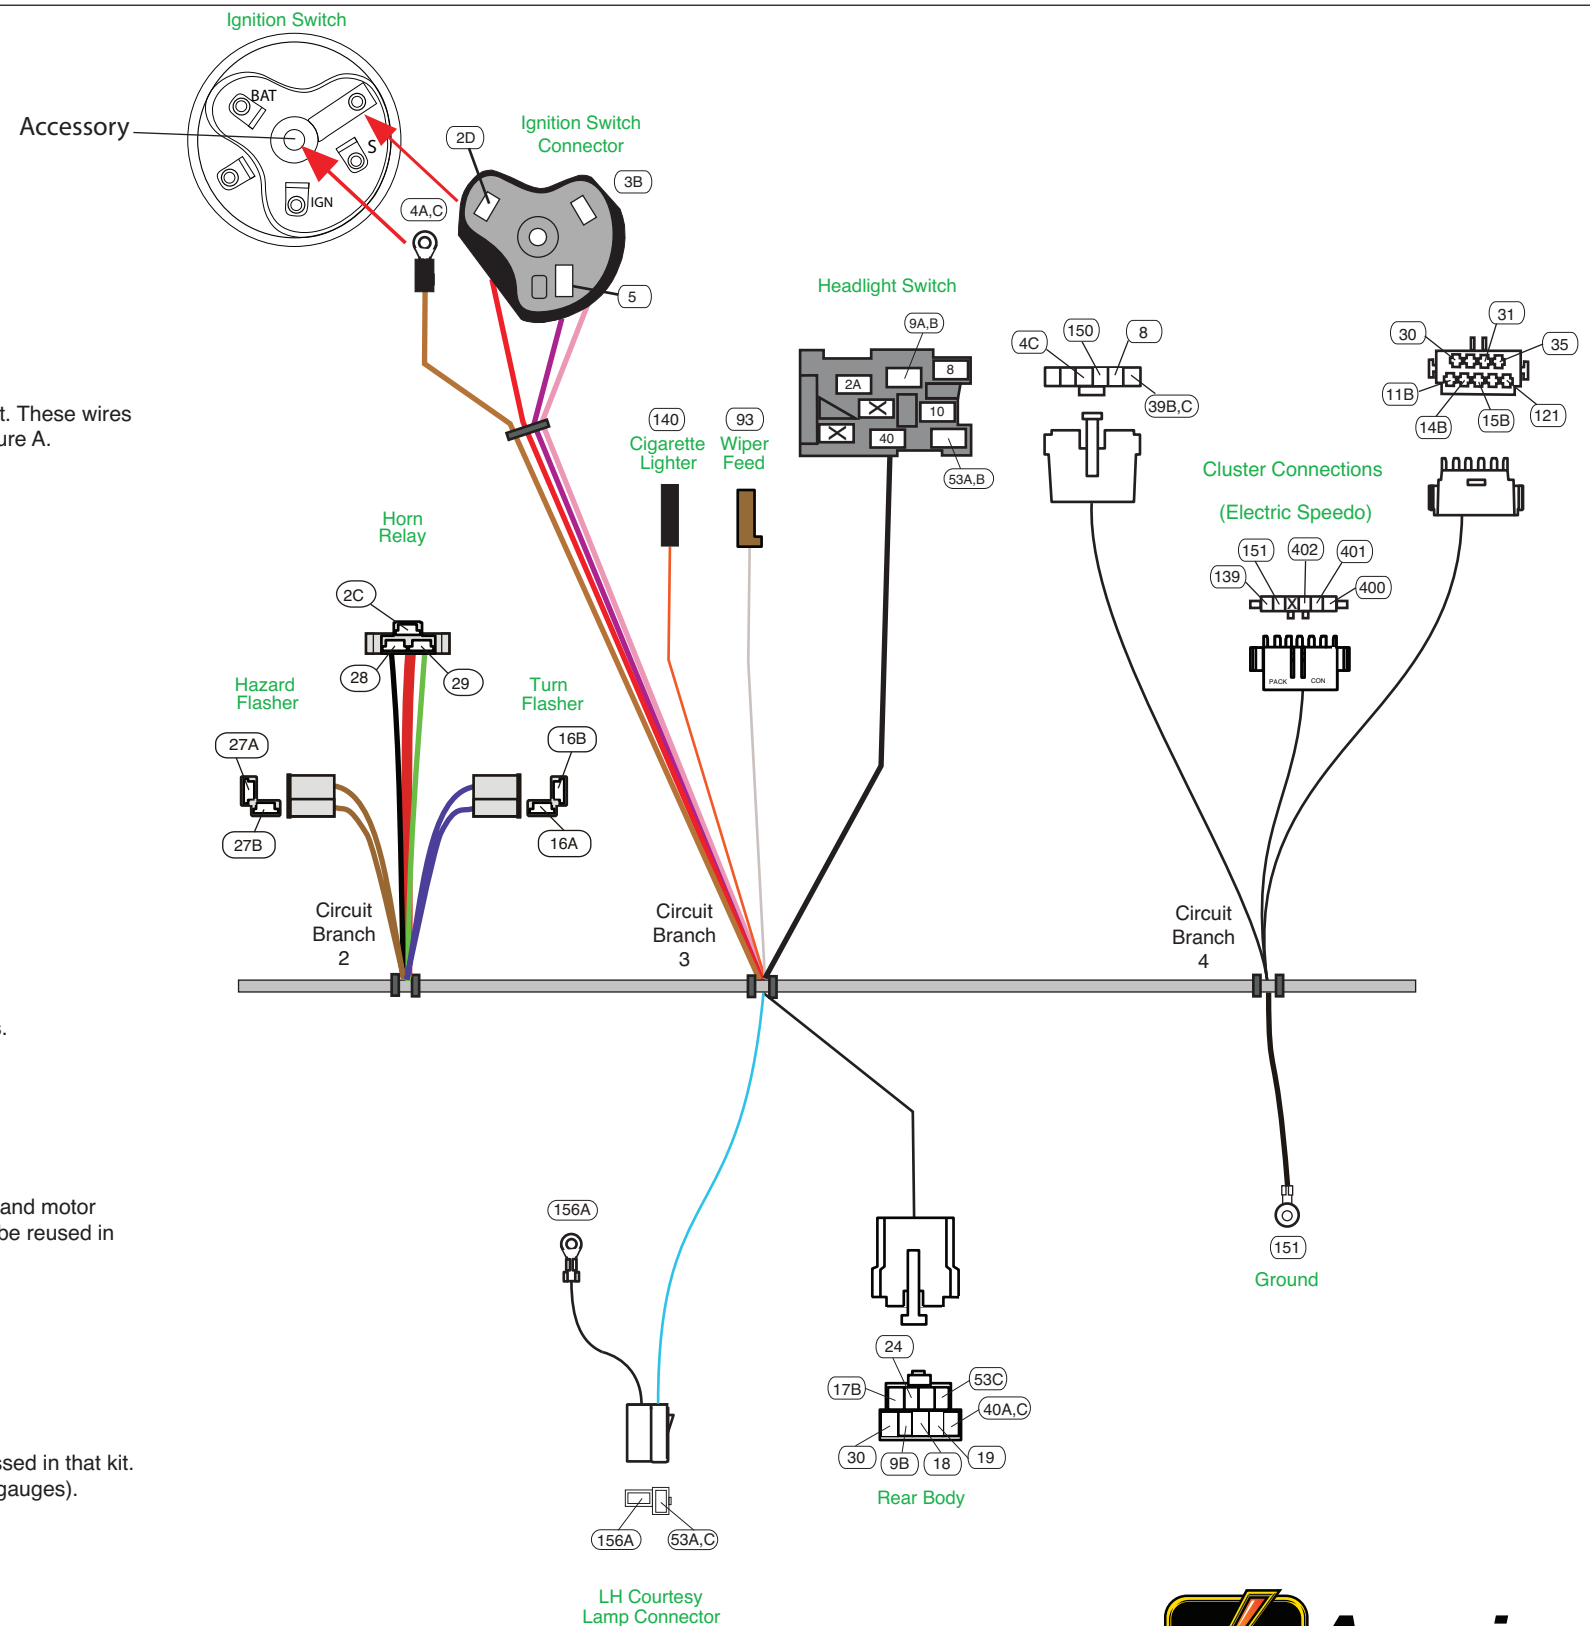 Ignition Switch
BAT
Accessory
S
IGN
2D
Ignition Switch
Connector
3B
4A,C
5
Headlight Switch
9A,B
8
2A
10
40
53A,B
4C
150
8
39B,C
30
31
35
11B
14B
15B
121
t. These wires
ure A.
140
Cigarette
Lighter
93
Wiper
Feed
Cluster Connections
(Electric Speedo)
151
402
401
139
400
X
PACK
CON
Horn
Relay
2C
28
29
Hazard
Flasher
Turn
Flasher
27A
16B
27B
16A
Circuit
Branch
2
Circuit
Branch
3
Circuit
Branch
4
s.
and motor
be reused in
156A
151
Ground
24
17B
53C
40A,C
30
9B
18
19
Rear Body
ssed in that kit.
gauges).
156A
53A,C
LH Courtesy
Lamp Connector